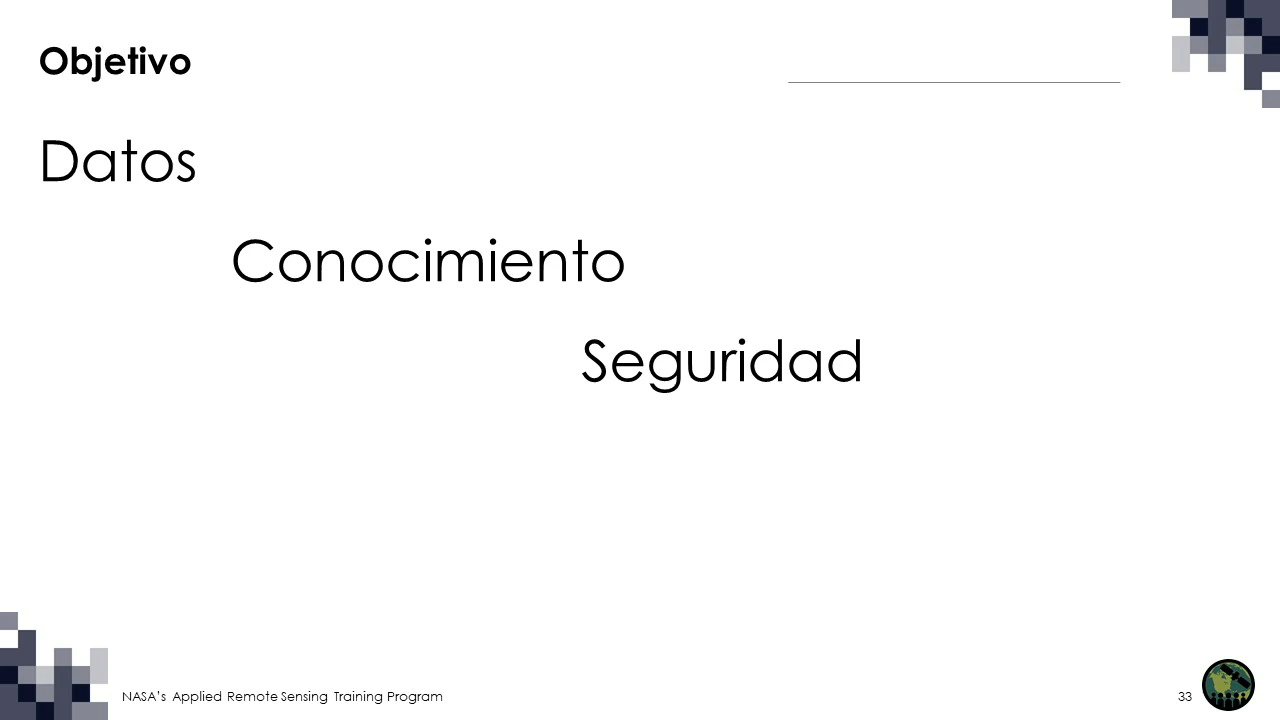 Objetivo
Datos
Conocimiento
Seguridad
NASA's Applied Remote Sensing Training Program
33